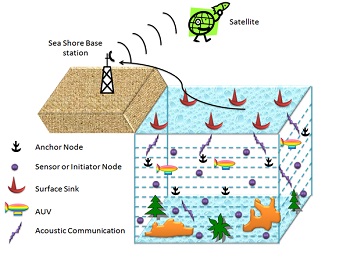 Satellite
Sea Shore Base
station
Anchor Node
Sensor or Initiator Node
Surface Sink
AUV
Acoustic Communication